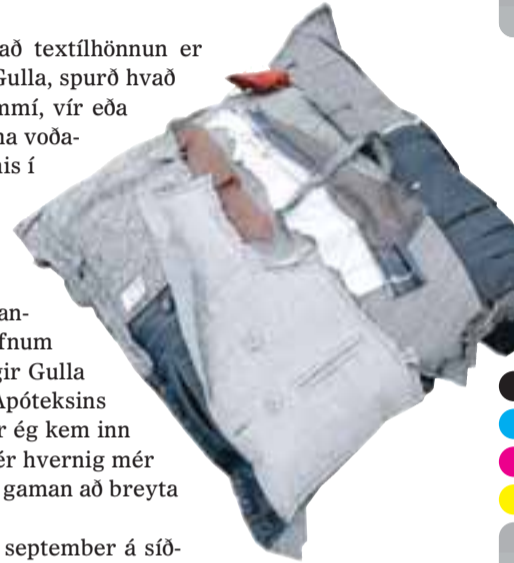 að textílhönnun er
Gulla, spurð hvað
mmí, vír eða
na voða-
nis í
an-
fnum
gir Gulla
Apóteksins
r ég kem inn
ér hvernig mér
gaman að breyta
september á síð-